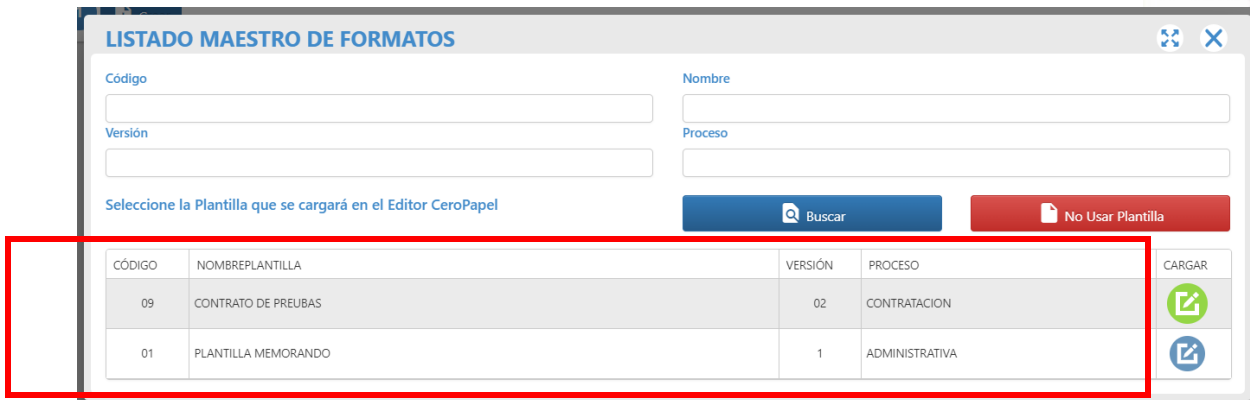 LISTADO MAESTRO DE FORMATOS
Código Nombre
Versión Proceso
Seleccione la Plantilla que se cargará en el Editor CeroPapel Buscar No Usar Plantilla
CÓDIGO NOMBREPLANTILLA VERSIÓN PROCESO CARGAR
09 CONTRATO DE PREUBAS 02 CONTRATACION
01 PLANTILLA MEMORANDO 1 ADMINISTRATIVA